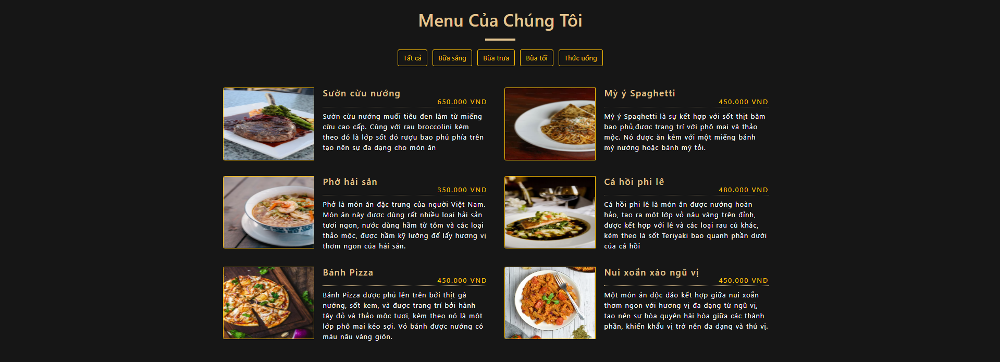 Menu Của Chúng Tôi
Tất cả
Bữa sáng
Bữa trưa
Bữa tối
Thức uống
Sườn cừu nướng
650.000 VND
Sườn cừu nướng muối tiêu đen làm từ miếng
cừu cao cấp. Cùng với rau broccolini kèm
theo đó là lớp sốt đỏ rượu bao phủ phía trên
tạo nên sự đa dạng cho món ăn
Mỳ ý Spaghetti
450.000 VND
Mỳ ý Spaghetti là sự kết hợp với sốt thịt băm
bao phủ,được trang trí với phô mai và thảo
mộc. Nó được ăn kèm với một miếng bánh
mỳ nướng hoặc bánh mỳ tỏi.
Phở hải sản
350.000 VND
Phở là món ăn đặc trưng của người Việt Nam.
Món ăn này được dùng rất nhiều loại hải sản
tươi ngon, nước dùng hầm từ tôm và các loại
thảo mộc, được hầm kỹ lưỡng để lấy hương vị
thơm ngon của hải sản.
Cá hồi phi lê
480.000 VND
Cá hồi phi lê là món ăn được nướng hoàn
hảo, tạo ra một lớp vỏ nâu vàng trên đỉnh,
được kết hợp với lê và các loại rau củ khác,
kèm theo là sốt Teriyaki bao quanh phần dưới
của cá hồi
Bánh Pizza
450.000 VND
Bánh Pizza được phủ lên trên bởi thịt gà
nướng, sốt kem, và được trang trí bởi hành
tây đỏ và thảo mộc tươi, kèm theo nó là một
lớp phô mai kéo sợi. Vỏ bánh được nướng có
màu nâu vàng giòn.
Nui xoắn xào ngũ vị
450.000 VND
Một món ăn độc đáo kết hợp giữa nui xoắn
thơm ngon với hương vị đa dạng từ ngũ vị,
tạo nên sự hòa quyện hài hòa giữa các thành
phần, khiến khẩu vị trở nên đa dạng và thú vị.